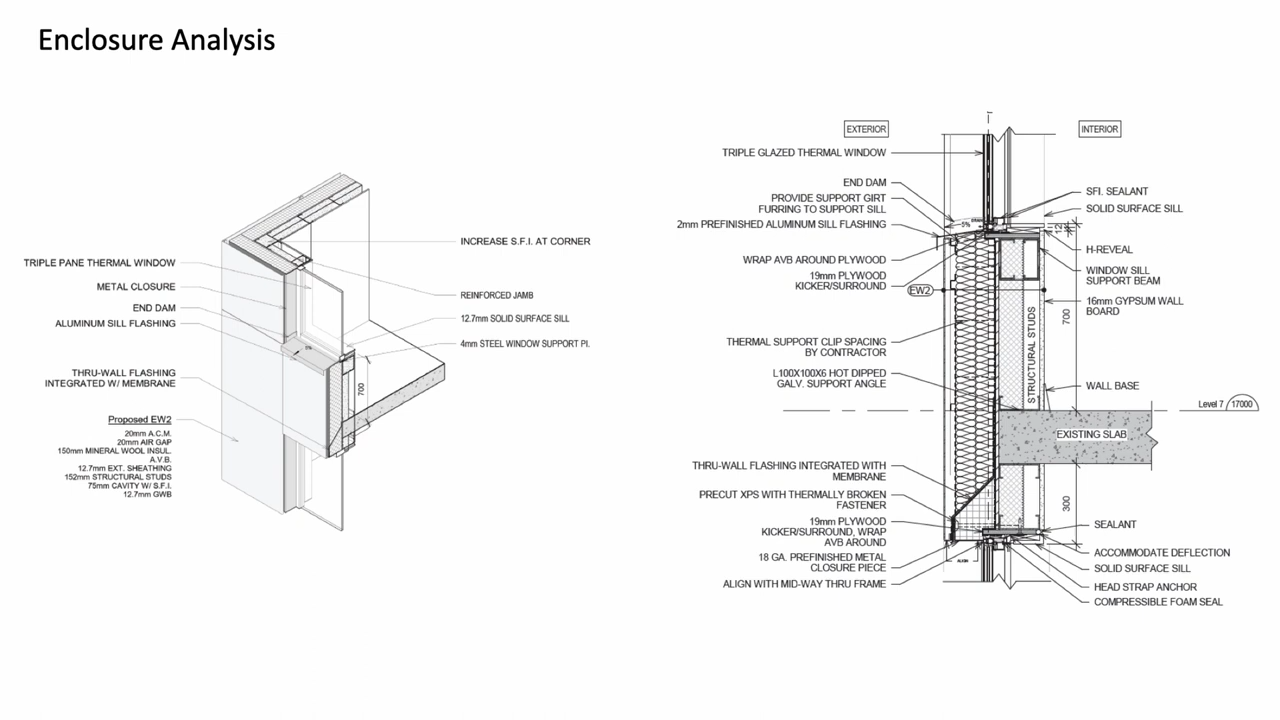 Enclosure Analysis
INCREASE S.F.I. AT CORNER
TRIPLE PANE THERMAL WINDOW
METAL CLOSURE
END DAM
ALUMINUM SILL FLASHING
REINFORCED JAMB
12.7mm SOLID SURFACE SILL
4mm STEEL WINDOW SUPPORT PI.
THRU-WALL FLASHING
INTEGRATED W/ MEMBRANE
700
Proposed EW2
20mm A.C.M.
20mm AIR GAP
150mm MINERAL WOOL INSUL.
A.V.B.
12.7mm EXT. SHEATHING
152mm STRUCTURAL STUDS
75mm CAVITY W/ S.F.I.
12.7mm GWB
EXTERIOR
INTERIOR
TRIPLE GLAZED THERMAL WINDOW
END DAM
PROVIDE SUPPORT GIRT
FURRING TO SUPPORT SILL
2mm PREFINISHED ALUMINUM SILL FLASHING
5%
WRAP AVB AROUND PLYWOOD
19mm PLYWOOD
KICKER/SURROUND
EW2
THERMAL SUPPORT CLIP SPACING
BY CONTRACTOR
L100X100X6 HOT DIPPED
GALV. SUPPORT ANGLE
THRU-WALL FLASHING INTEGRATED WITH
MEMBRANE
PRECUT XPS WITH THERMALLY BROKEN
FASTENER
19mm PLYWOOD
KICKER/SURROUND, WRAP
AVB AROUND
18 GA. PREFINISHED METAL
CLOSURE PIECE
ALIGN WITH MID-WAY THRU FRAME
ALIGN
SFI. SEALANT
SOLID SURFACE SILL
12
H-REVEAL
WINDOW SILL
SUPPORT BEAM
16mm GYPSUM WALL
BOARD
700
STRUCTURAL STUDS
WALL BASE
Level 7
17000
EXISTING SLAB
300
SEALANT
ACCOMMODATE DEFLECTION
SOLID SURFACE SILL
HEAD STRAP ANCHOR
COMPRESSIBLE FOAM SEAL